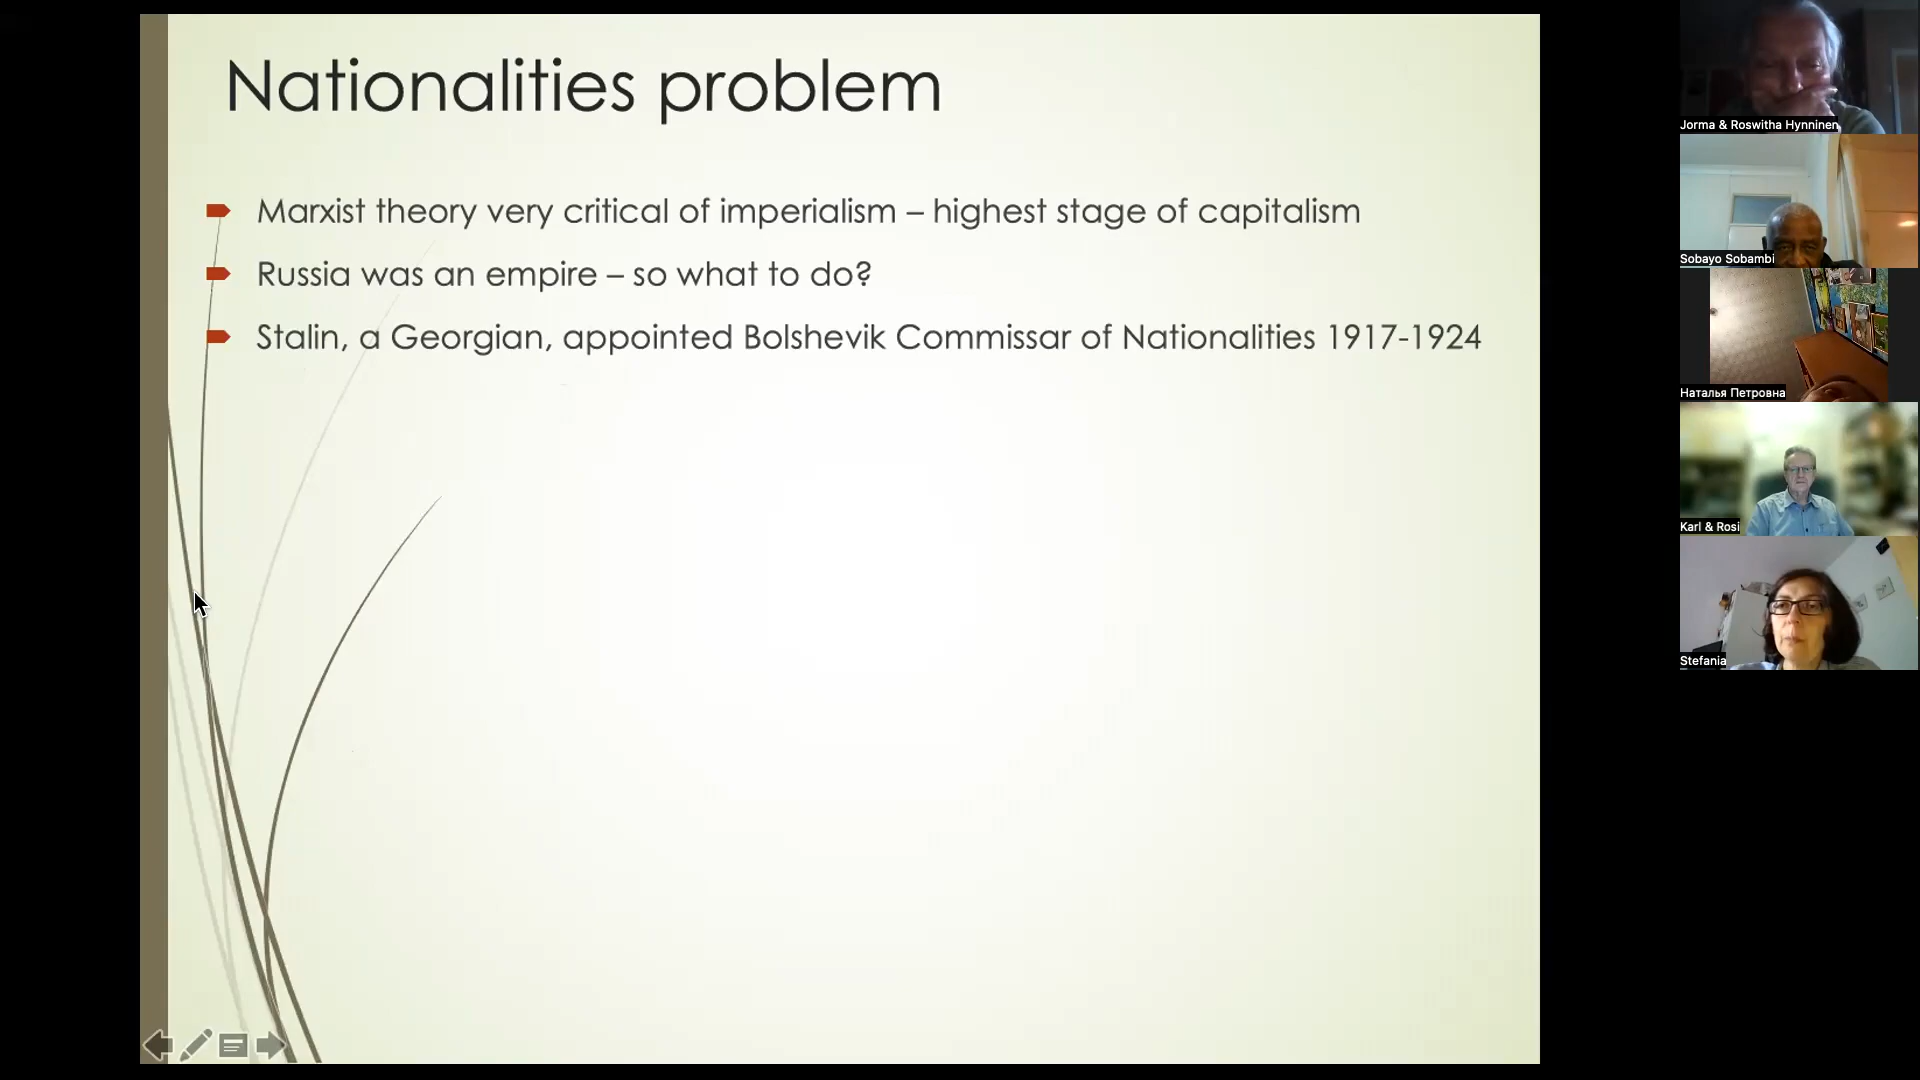 Nationalities problem
Marxist theory very critical of imperialism – highest stage of capitalism
Russia was an empire – so what to do?
Stalin, a Georgian, appointed Bolshevik Commissar of Nationalities 1917-1924
Jorma & Roswitha Hynninen
Sobayo Sobambi
Наталья Петровна
Karl & Rosi
Stefania